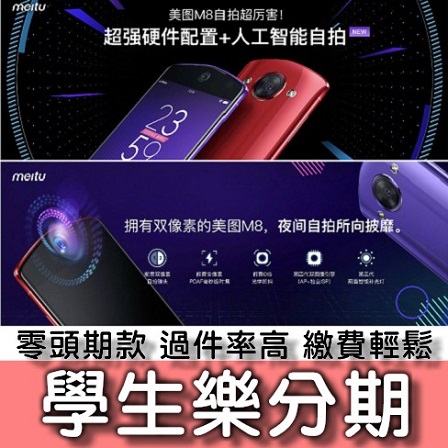 meitu
美图M8自拍超厉害!
超强硬件配置+人工智能自拍 NEW
23
59
meitu
拥有双像素的美图M8，夜间自拍所向披靡。
零頭期款 過件率高 繳費輕鬆
學生樂分期